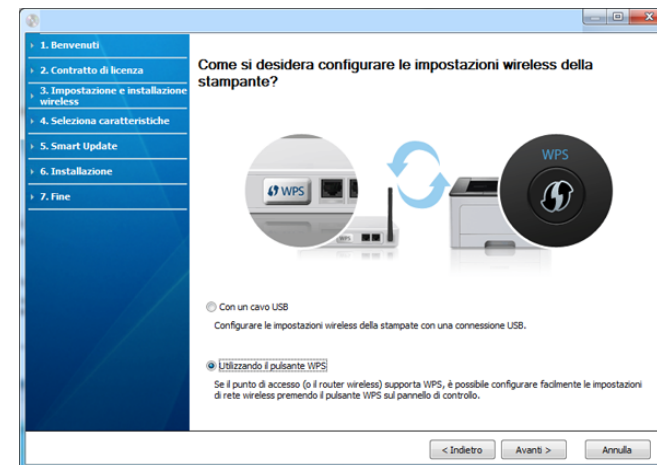 1. Benvenuti
2. Contratto di licenza
3. Impostazione e installazione
wireless
4. Seleziona caratteristiche
5. Smart Update
6. Installazione
7. Fine
Come si desidera configurare le impostazioni wireless della
stampante?
WPS
WPS
WPS
Con un cavo USB
Configurare le impostazioni wireless della stampate con una connessione USB.
Utilizzando il pulsante WPS
Se il punto di accesso (o il router wireless) supporta WPS, è possibile configurare facilmente le impostazioni
di rete wireless premendo il pulsante WPS sul pannello di controllo.
< Indietro Avanti > Annulla